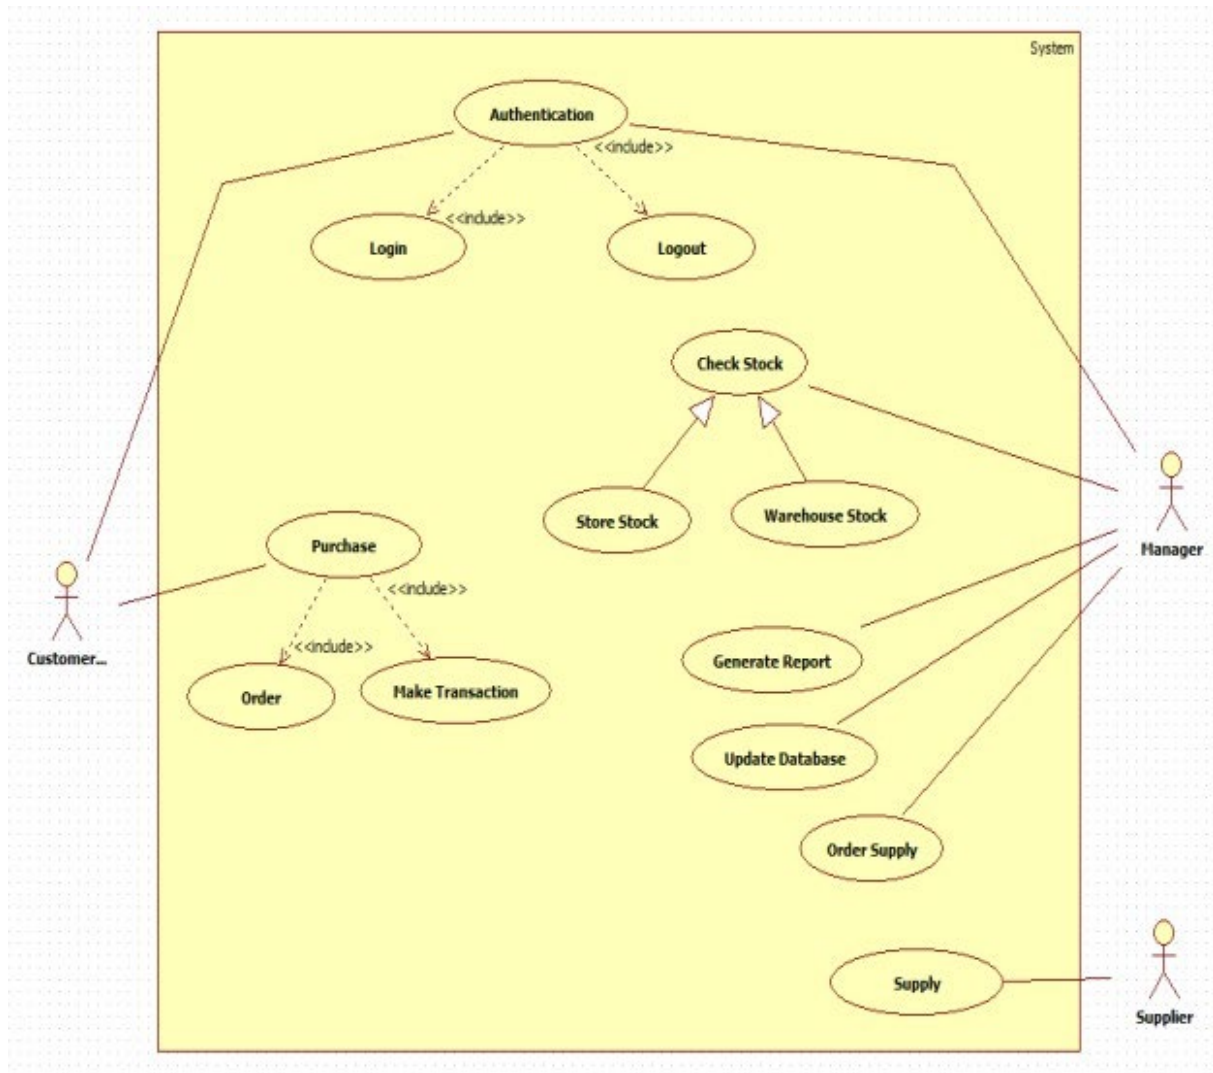 System
Authentication
<<include>>
<<include>>
Login
Logout
Check Stock
Store Stock
Warehouse Stock
Purchase
Manager
<<include>>
Customer...
<<include>>
Generate Report
Order
Make Transaction
Update Database
Order Supply
Supply
Supplier